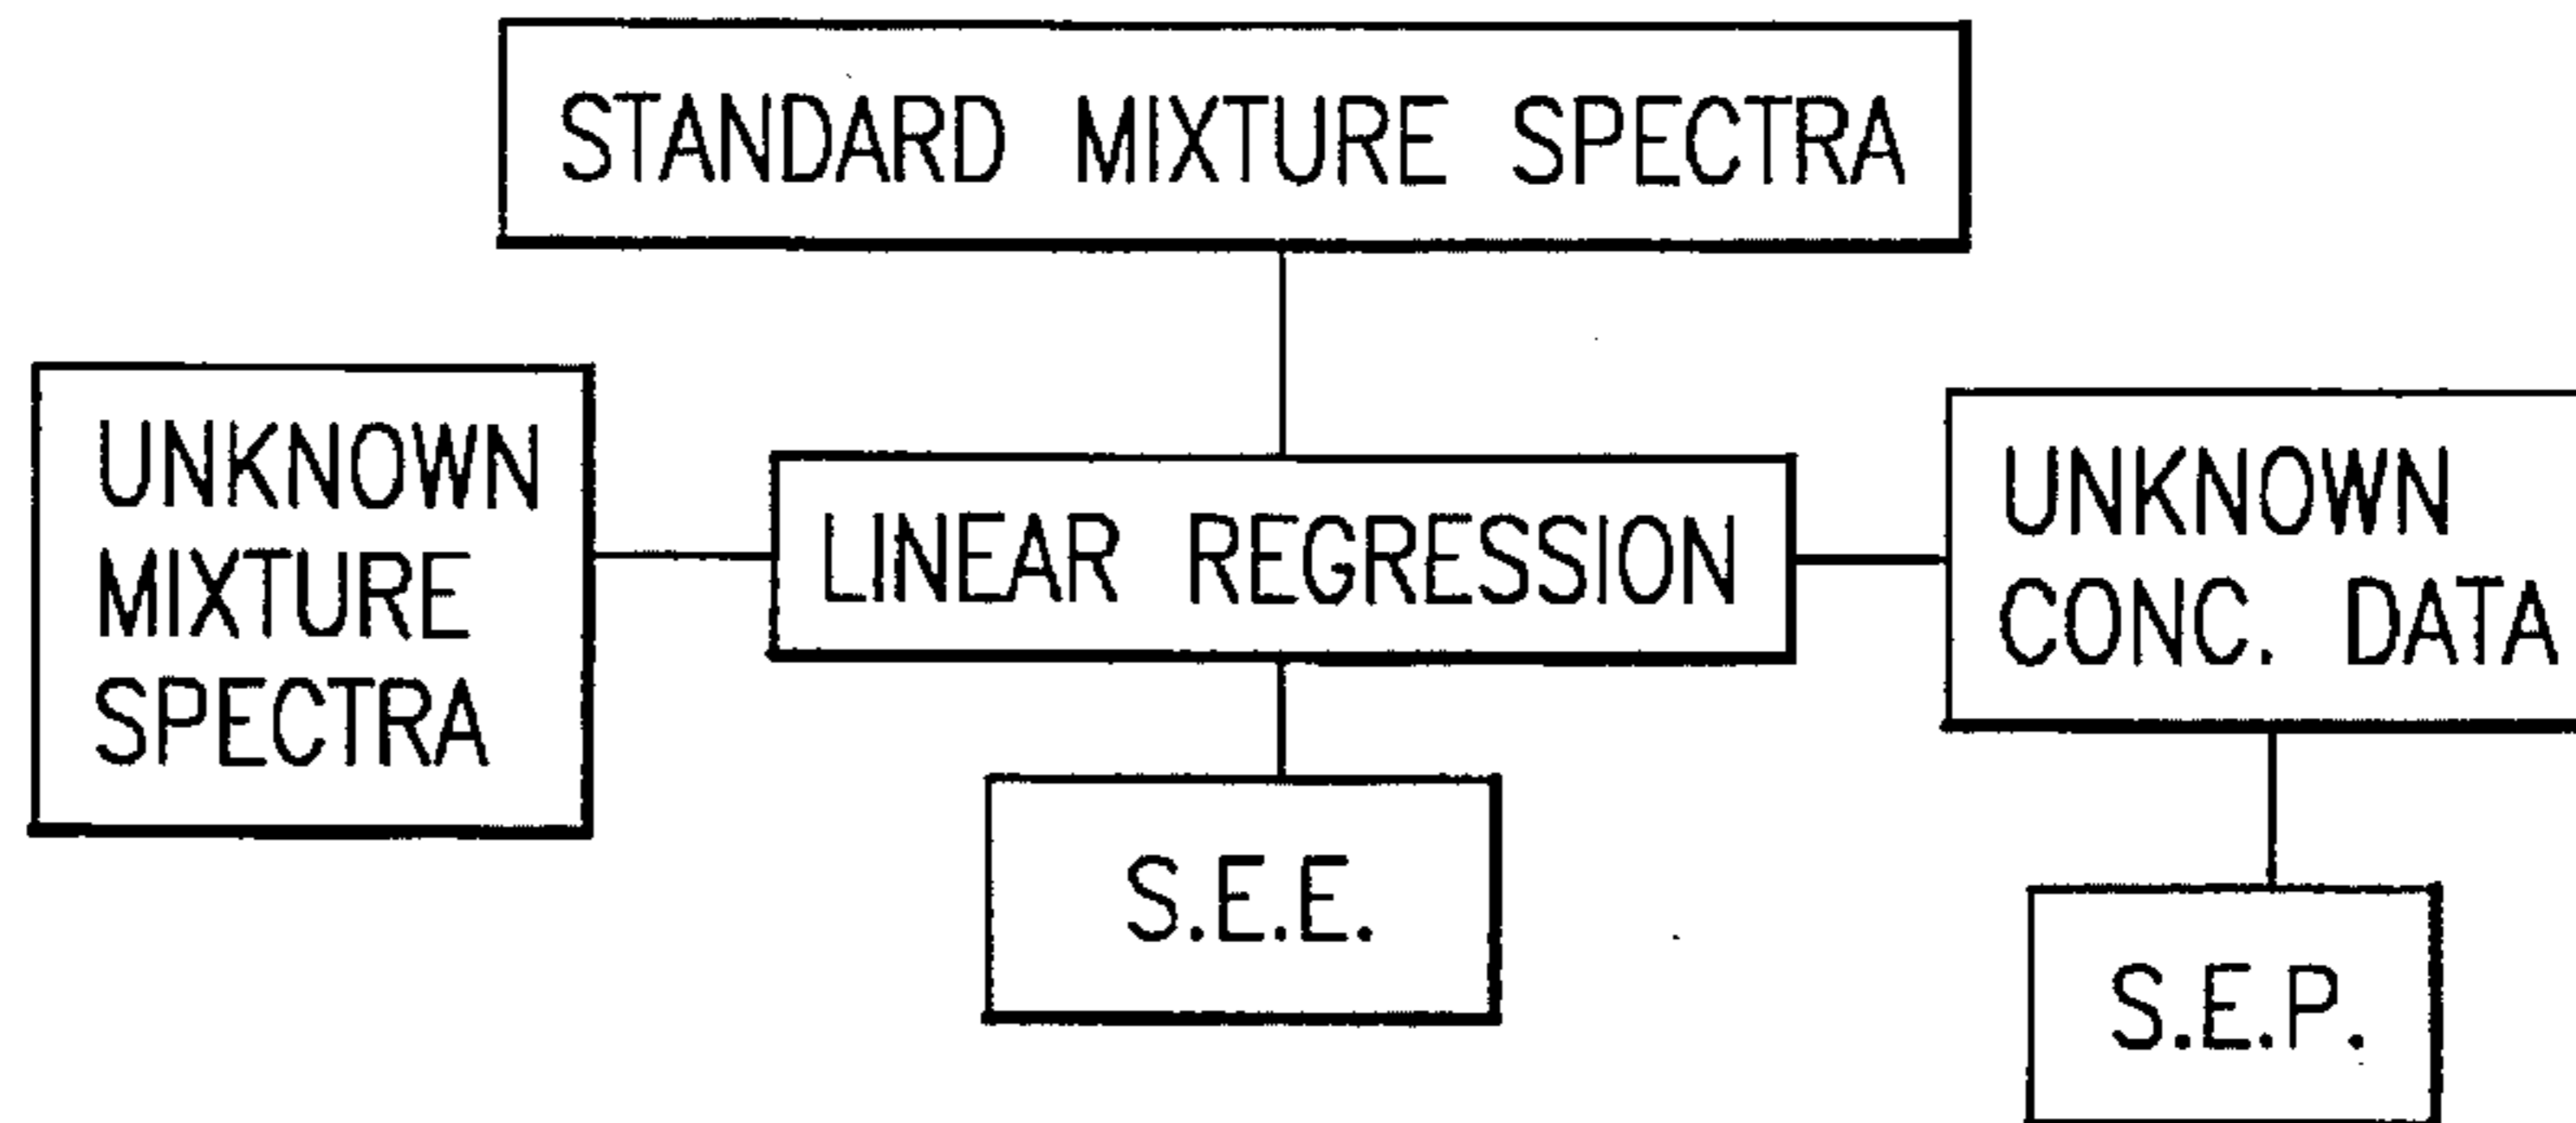 STANDARD MIXTURE SPECTRA
UNKNOWN
MIXTURE
SPECTRA
LINEAR REGRESSION
UNKNOWN
CONC. DATA
S.E.E.
S.E.P.